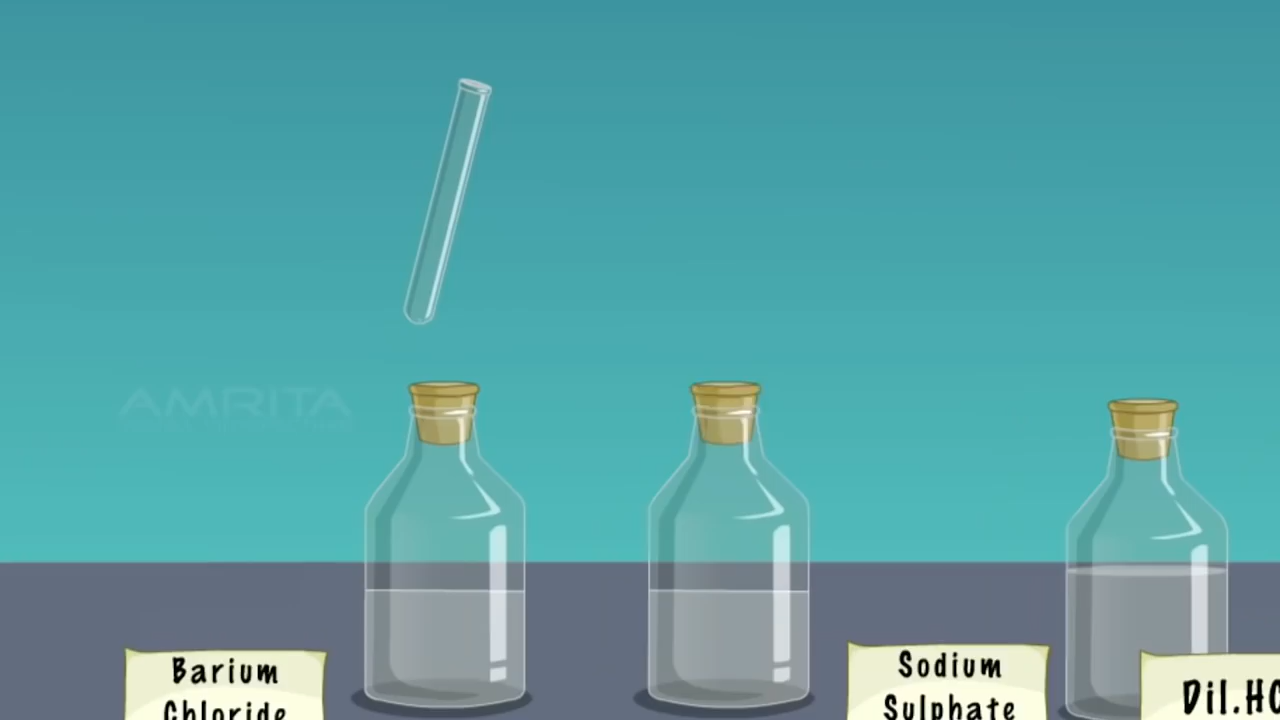 AMRITA
Barium
Chloride
Sodium
Sulphate
Dil.HC